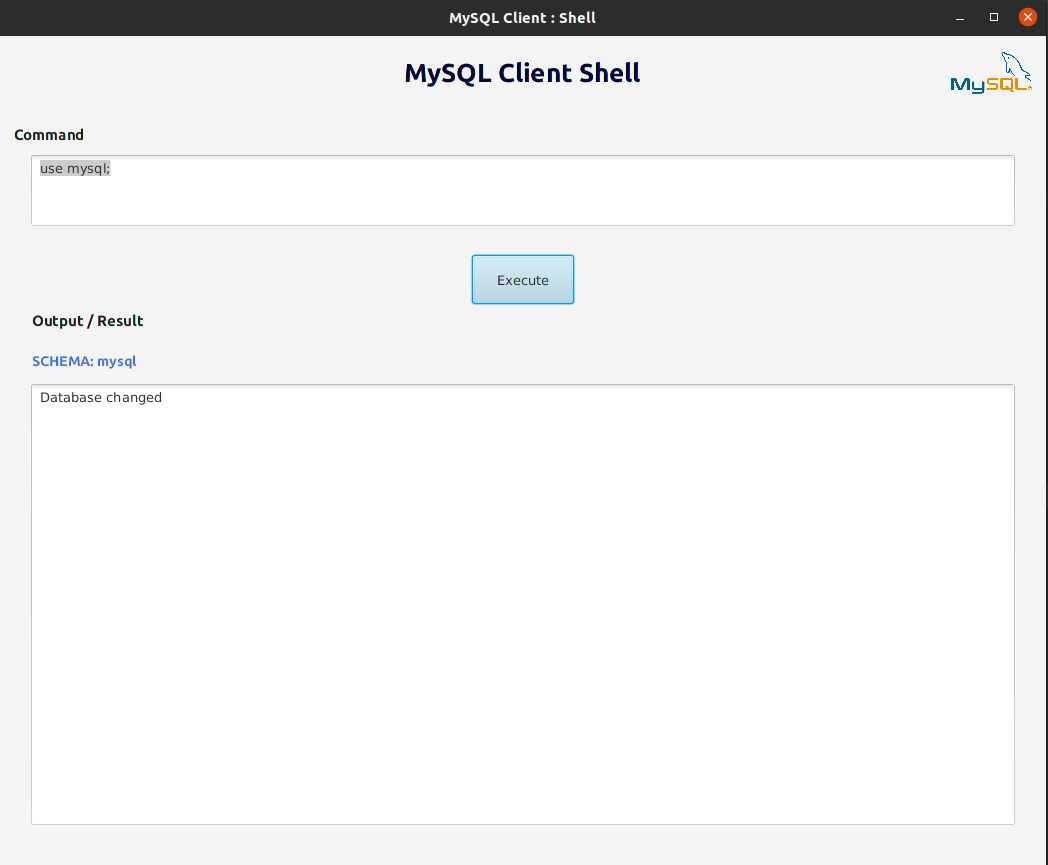 MySQL Client : Shell
MySQL Client Shell
MySQL
Command
use mysql;
Execute
Output / Result
SCHEMA: mysql
Database changed